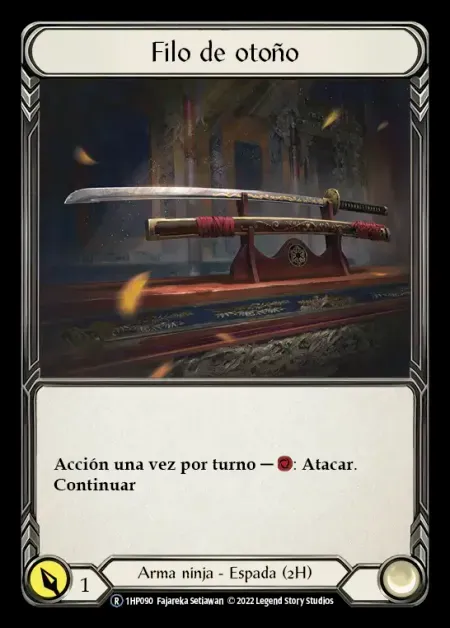 Filo de otoño
Acción una vez por turno — : Atacar.
Continuar
1
Arma ninja - Espada (2H)
R 1HP090 Fajareka Setiawan © 2022 Legend Story Studios